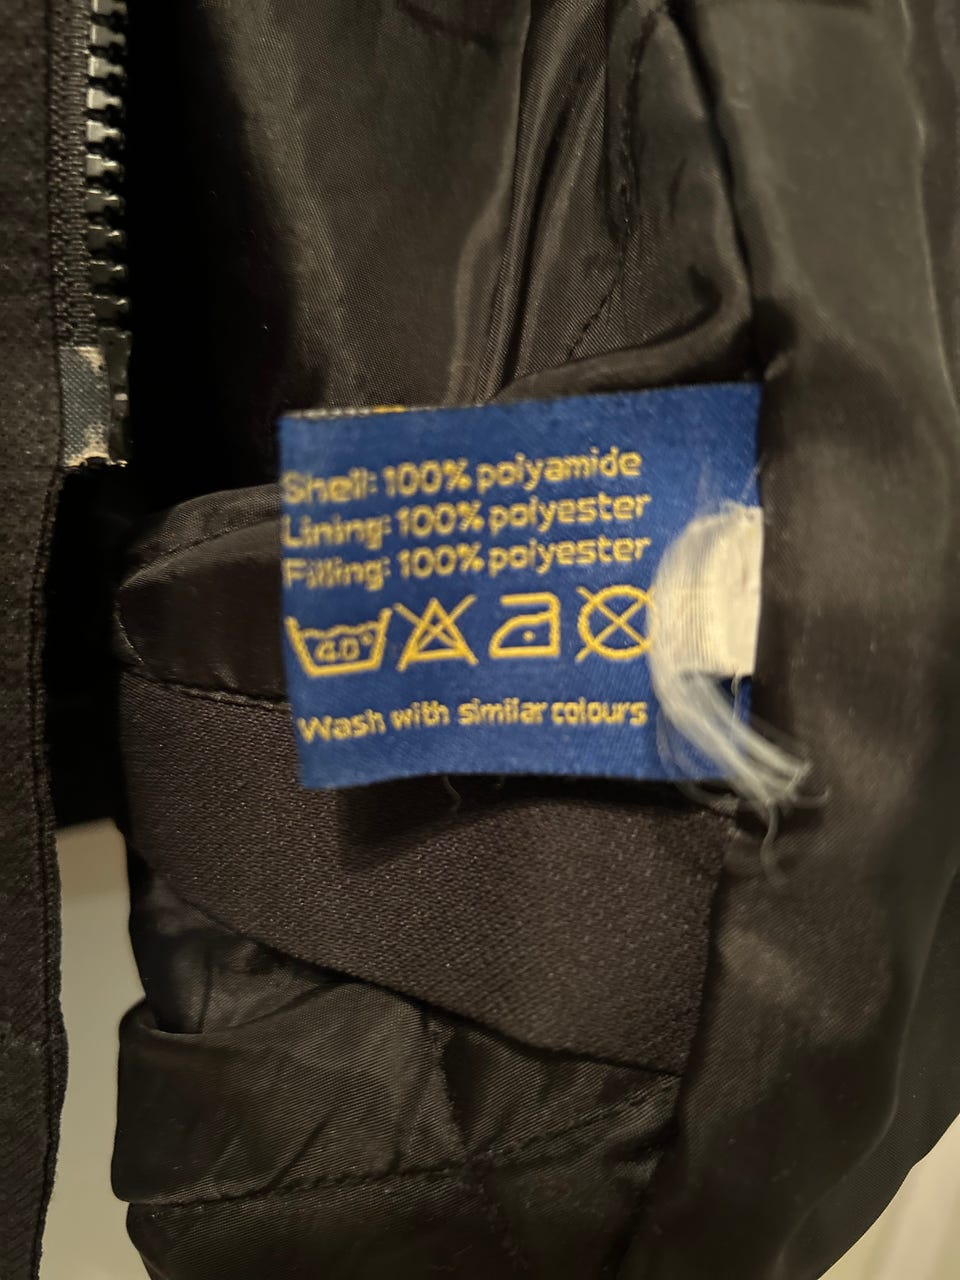 Shell: 100% polyamide
Lining: 100% polyester
Filling: 100% polyester
40°
Wash with similar colours